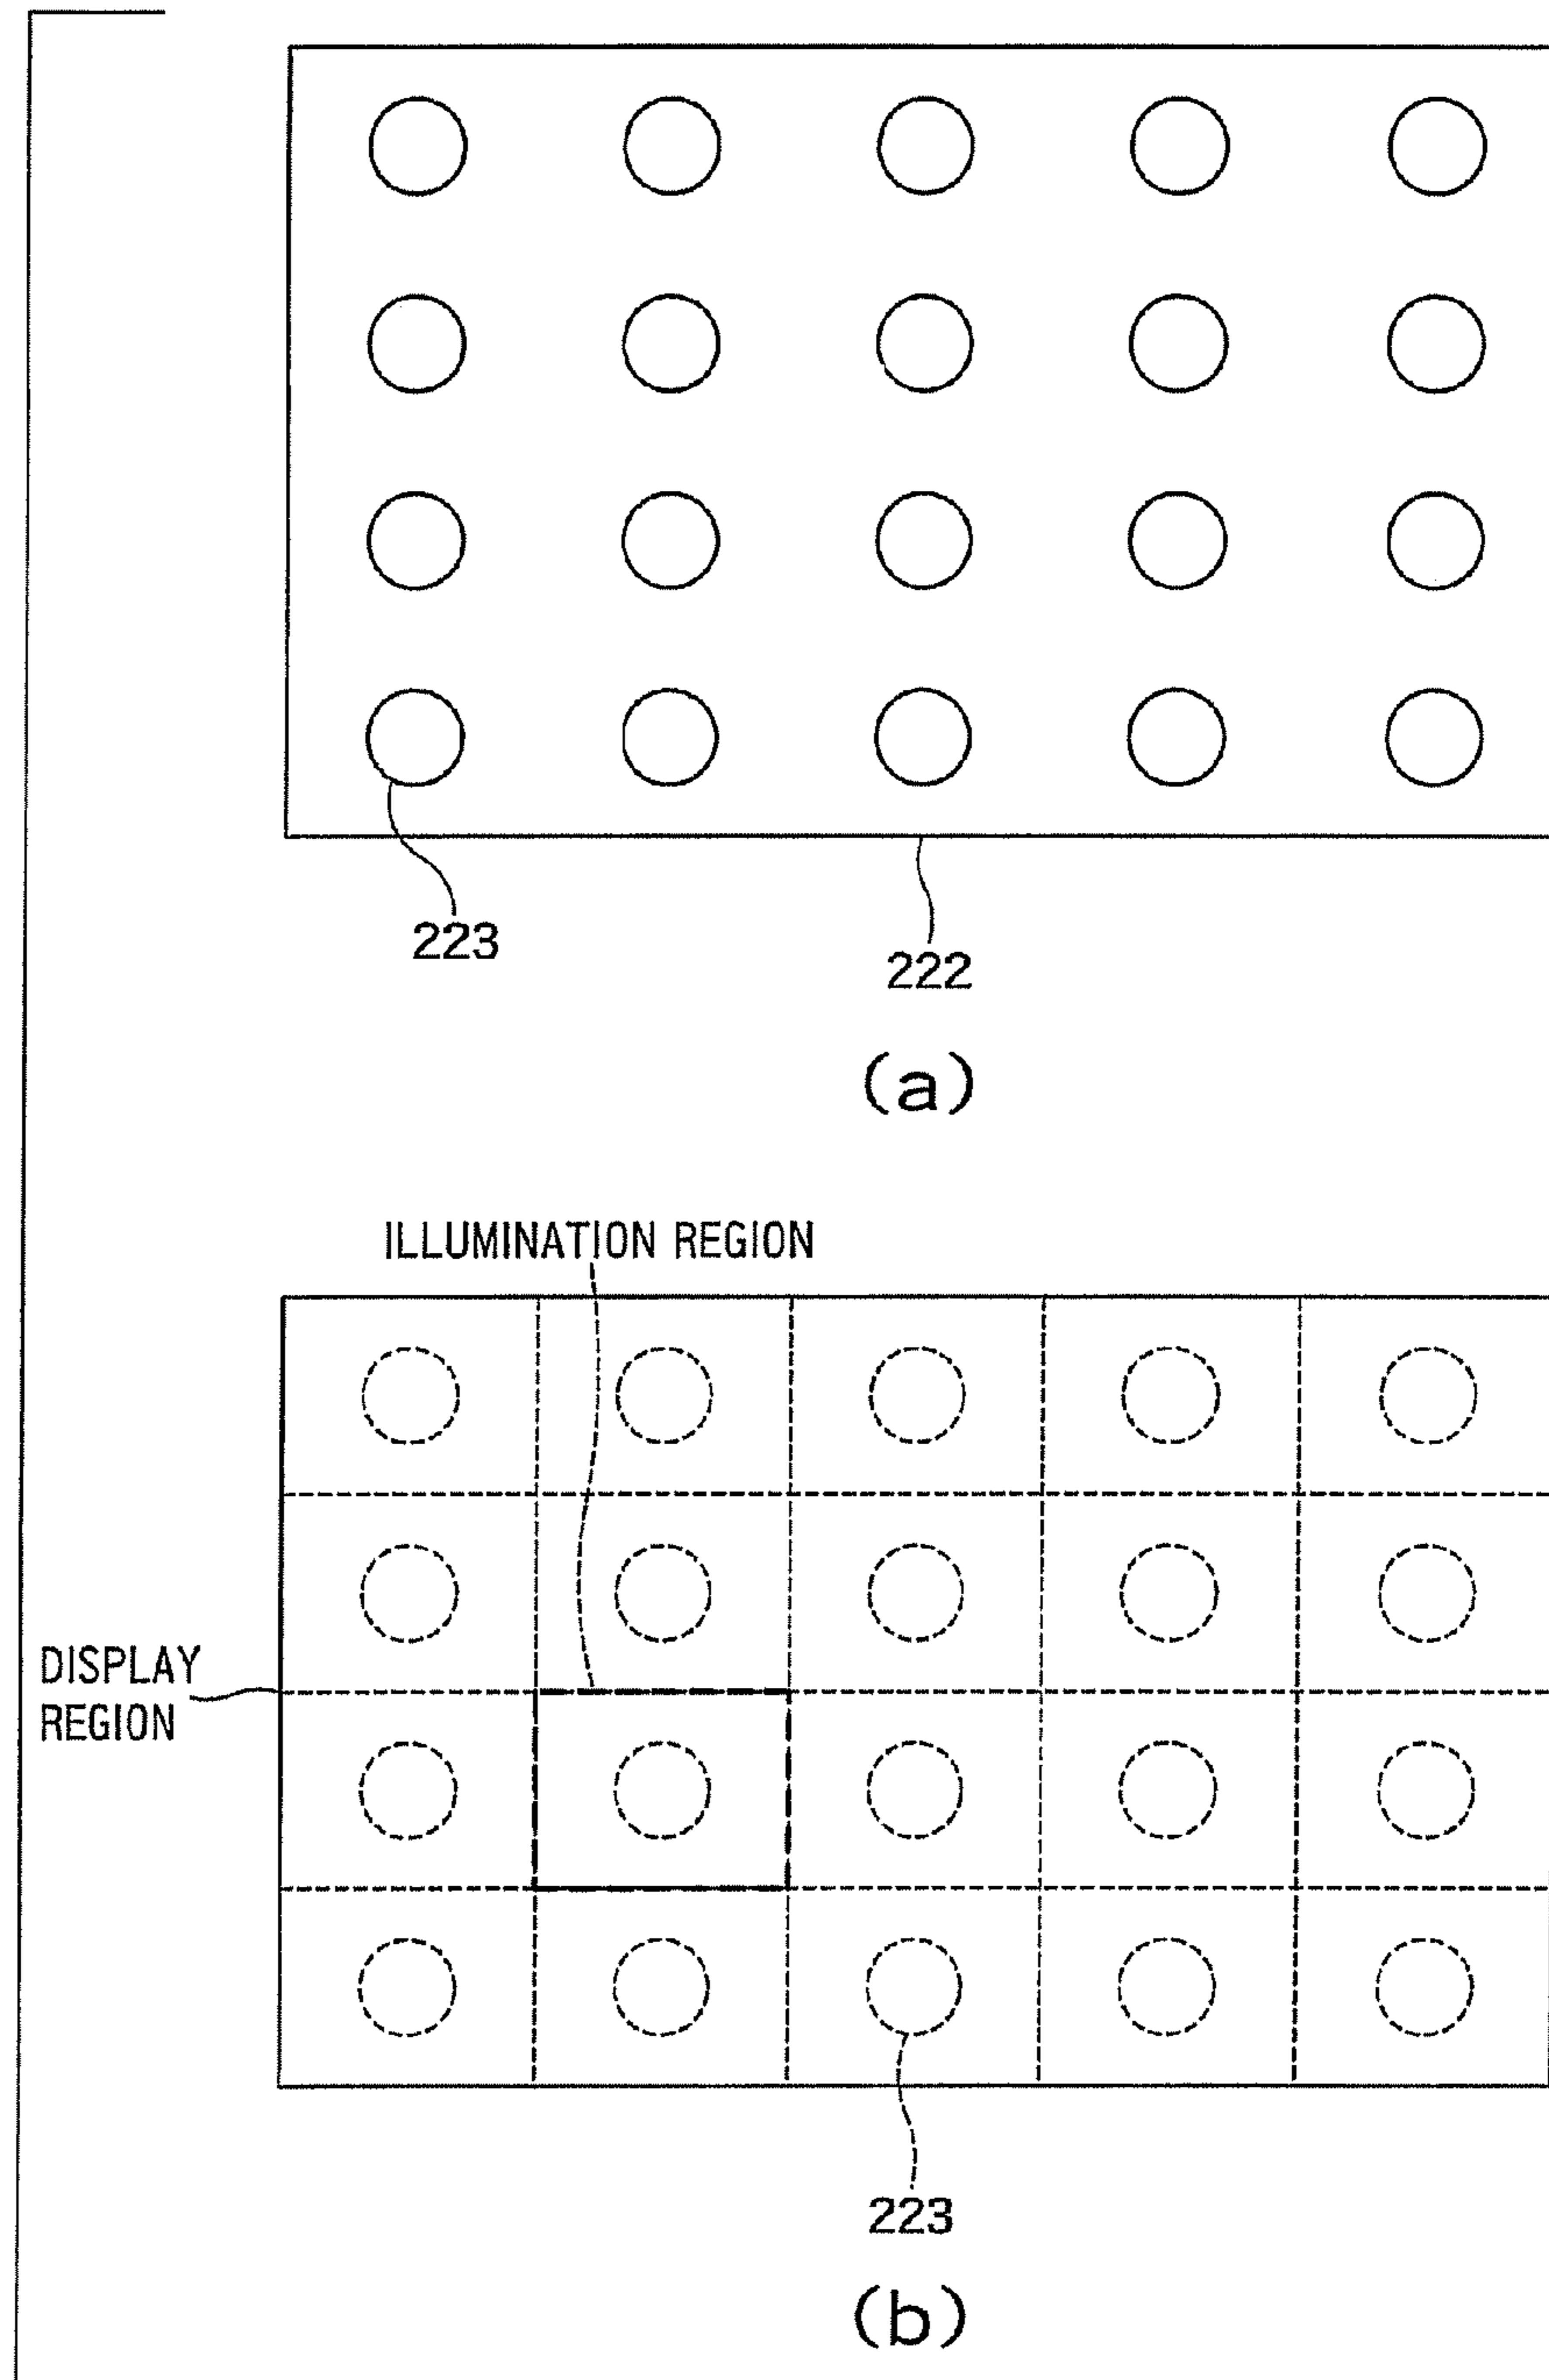 223
222
(a)
ILLUMINATION REGION
DISPLAY
REGION
223
(b)